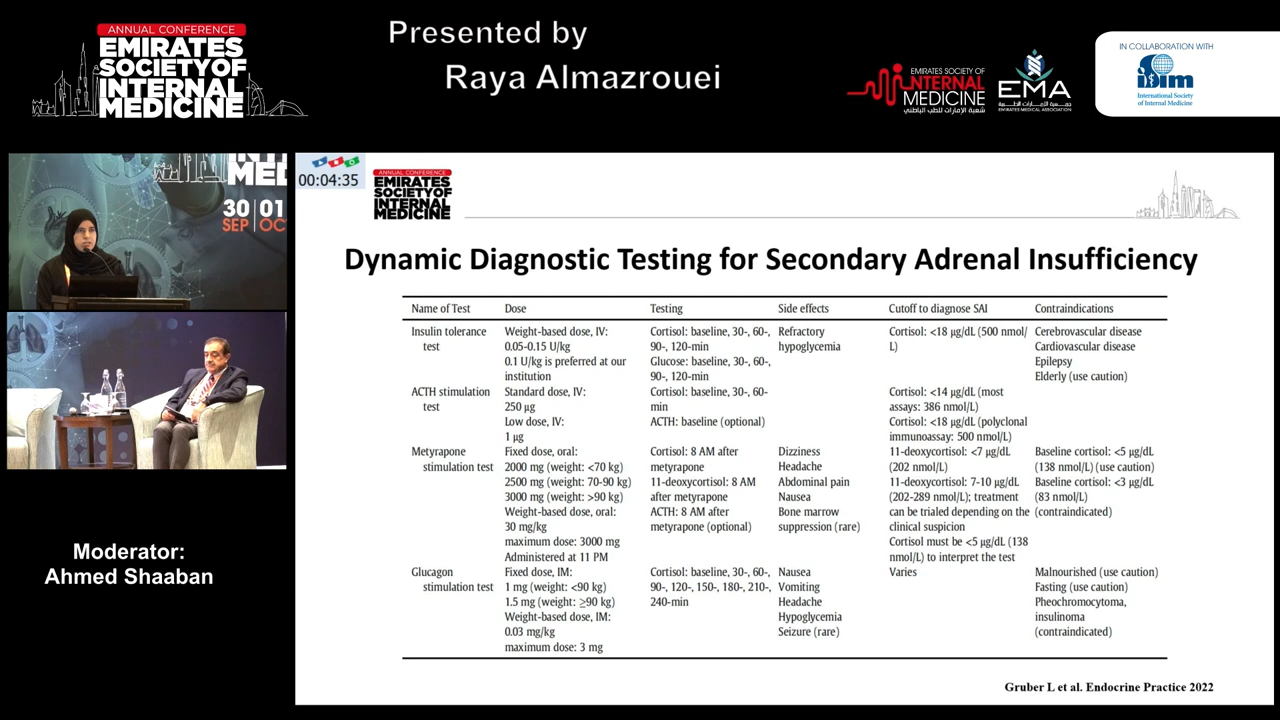 ANNUAL CONFERENCE
EMIRATES
SOCIETY OF
INTERNAL
MEDICINE
Presented by
Raya Almazrouei
EMIRATES SOCIETY OF
INTERNAL
MEDICINE
شعبة الإمارات للطب الباطني
EMA
جمعية الإمارات الطبية
EMIRATES MEDICAL ASSOCIATION
IN COLLABORATION WITH
isim
International Society
of Internal Medicine
MED
30 01
SEP OCT
Moderator:
Ahmed Shaaban
00:04:35
ANNUAL CONFERENCE
EMIRATES
SOCIETY OF
INTERNAL
MEDICINE
Dynamic Diagnostic Testing for Secondary Adrenal Insufficiency
Name of Test Dose Testing Side effects Cutoff to diagnose SAI Contraindications
Insulin tolerance Weight-based dose, IV: Cortisol: baseline, 30-, 60-, Refractory Cortisol: <18 μg/dL (500 nmol/ Cerebrovascular disease
test 0.05-0.15 U/kg 90-, 120-min hypoglycemia L) Cardiovascular disease
0.1 U/kg is preferred at our Glucose: baseline, 30-, 60-, Epilepsy
institution 90-, 120-min Elderly (use caution)
ACTH stimulation Standard dose, IV: Cortisol: baseline, 30-, 60- Cortisol: <14 μg/dL (most
test 250 μg min assays: 386 nmol/L)
Low dose, IV: ACTH: baseline (optional) Cortisol: <18 μg/dL (polyclonal
1 μg immunoassay: 500 nmol/L)
Metyrapone Fixed dose, oral: Cortisol: 8 AM after Dizziness 11-deoxycortisol: <7 μg/dL Baseline cortisol: <5 μg/dL
stimulation test 2000 mg (weight: <70 kg) metyrapone Headache (202 nmol/L) (138 nmol/L) (use caution)
2500 mg (weight: 70-90 kg) 11-deoxycortisol: 8 AM Abdominal pain 11-deoxycortisol: 7-10 μg/dL Baseline cortisol: <3 μg/dL
3000 mg (weight: >90 kg) after metyrapone Nausea (202-289 nmol/L); treatment (83 nmol/L)
Weight-based dose, oral: ACTH: 8 AM after Bone marrow can be trialed depending on the (contraindicated)
30 mg/kg metyrapone (optional) suppression (rare) clinical suspicion
maximum dose: 3000 mg Cortisol must be <5 μg/dL (138
Administered at 11 PM nmol/L) to interpret the test
Glucagon Fixed dose, IM: Cortisol: baseline, 30-, 60-, Nausea Varies Malnourished (use caution)
stimulation test 1 mg (weight: <90 kg) 90-, 120-, 150-, 180-, 210-, Vomiting Fasting (use caution)
1.5 mg (weight: ≥90 kg) 240-min Headache Pheochromocytoma,
Weight-based dose, IM: Hypoglycemia insulinoma
0.03 mg/kg Seizure (rare) (contraindicated)
maximum dose: 3 mg
Gruber L et al. Endocrine Practice 2022